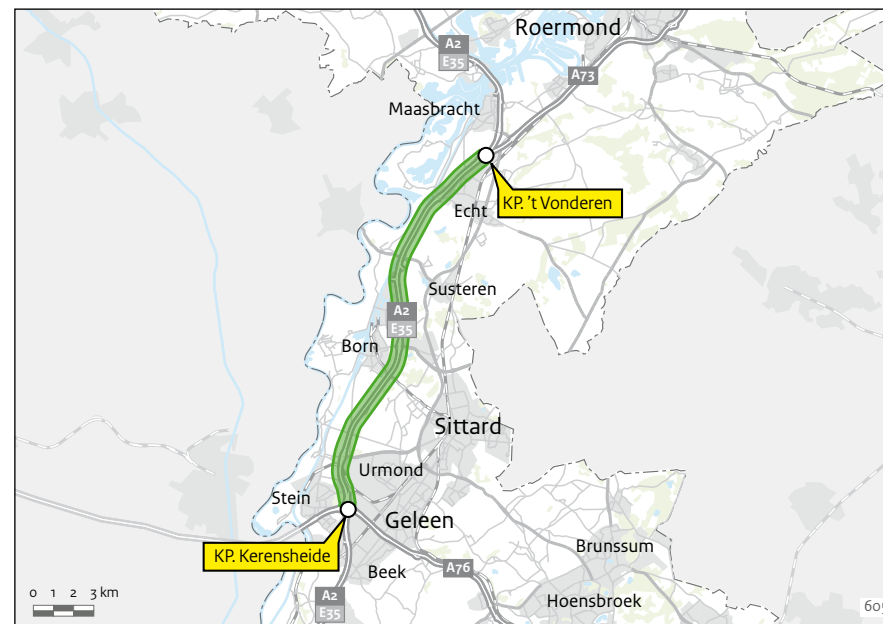 Roermond
A2
E35
A73
Maasbracht
KP. 't Vonderen
Echt
Susteren
A2
E35
Born
Sittard
Urmond
Stein
Geleen
KP. Kerensheide
Beek
A76
Brunssum
Hoensbroek
A2
E35
0 1 2 3 km